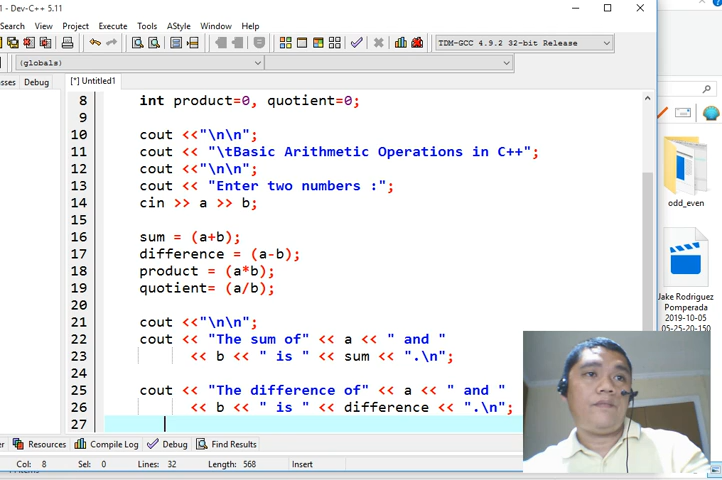 1 - Dev-C++ 5.11
Search View Project Execute Tools AStyle Window Help
TDM-GCC 4.9.2 32-bit Release
(globals)
sses Debug
[*] Untitled1
8 int product=0, quotient=0;
9
10 cout <<"\n\n";
11 cout << "\tBasic Arithmetic Operations in C++";
12 cout <<"\n\n";
13 cout << "Enter two numbers :";
14 cin >> a >> b;
15
16 sum = (a+b);
17 difference = (a-b);
18 product = (a*b);
19 quotient= (a/b);
20
21 cout <<"\n\n";
22 cout << "The sum of" << a << " and "
23 << b << " is " << sum << ".\n";
24
25 cout << "The difference of" << a << " and "
26 << b << " is " << difference << ".\n";
27
er Resources Compile Log Debug Find Results
Col: 8 Sel: 0 Lines: 32 Length: 568 Insert
odd_even
Jake Rodriguez
Pomperada
2019-10-05
05-25-20-150